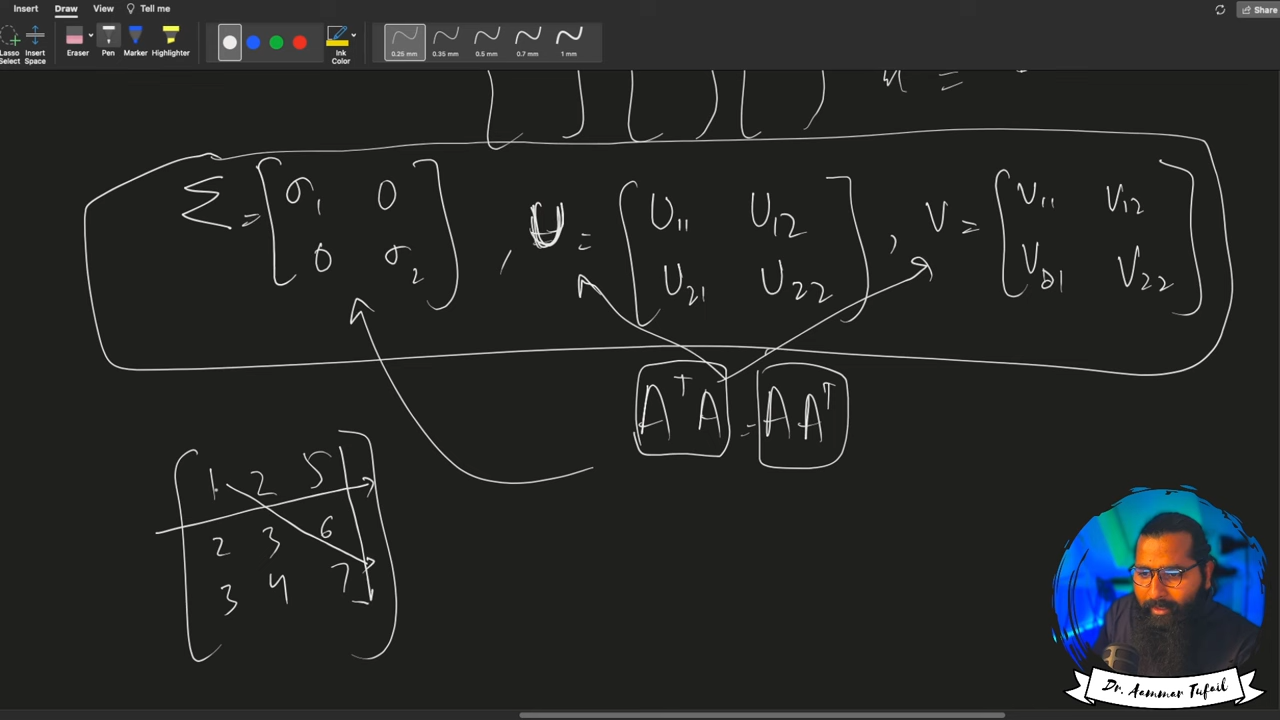 Insert Draw View Tell me Share
Lasso Select Insert Space Eraser Pen Marker Highlighter Ink Color 0.25 mm 0.35 mm 0.5 mm 0.7 mm 1 mm
Σ = [σ₁ 0
0 σ₂] , U = [U₁₁ U₁₂
U₂₁ U₂₂] , V = [V₁₁ V₁₂
V₂₁ V₂₂]
AᵀA = AAᵀ
1 2 5
2 3 6
3 4 7
Dr. Aammar Tufail